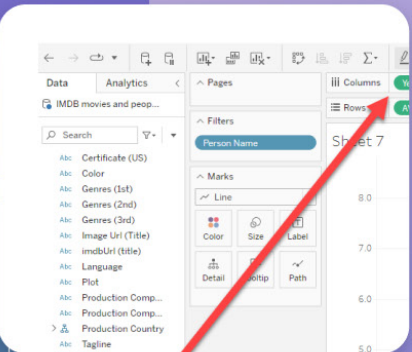 Data Analytics
Pages
Columns
IMDB movies and peop...
Filters
Rows
Search
Person Name
Sheet 7
Abc Certificate (US)
Marks
Abc Color
Line
Abc Genres (1st)
8.0
Abc Genres (2nd)
Abc Genres (3rd)
Color Size Label
Abc Image Url (Title)
Abc imdbUrl (title)
7.0
Abc Language
Abc Plot
Detail Path
Abc Production Comp...
6.0
Abc Production Comp...
Production Country
Abc Tagline
5.0